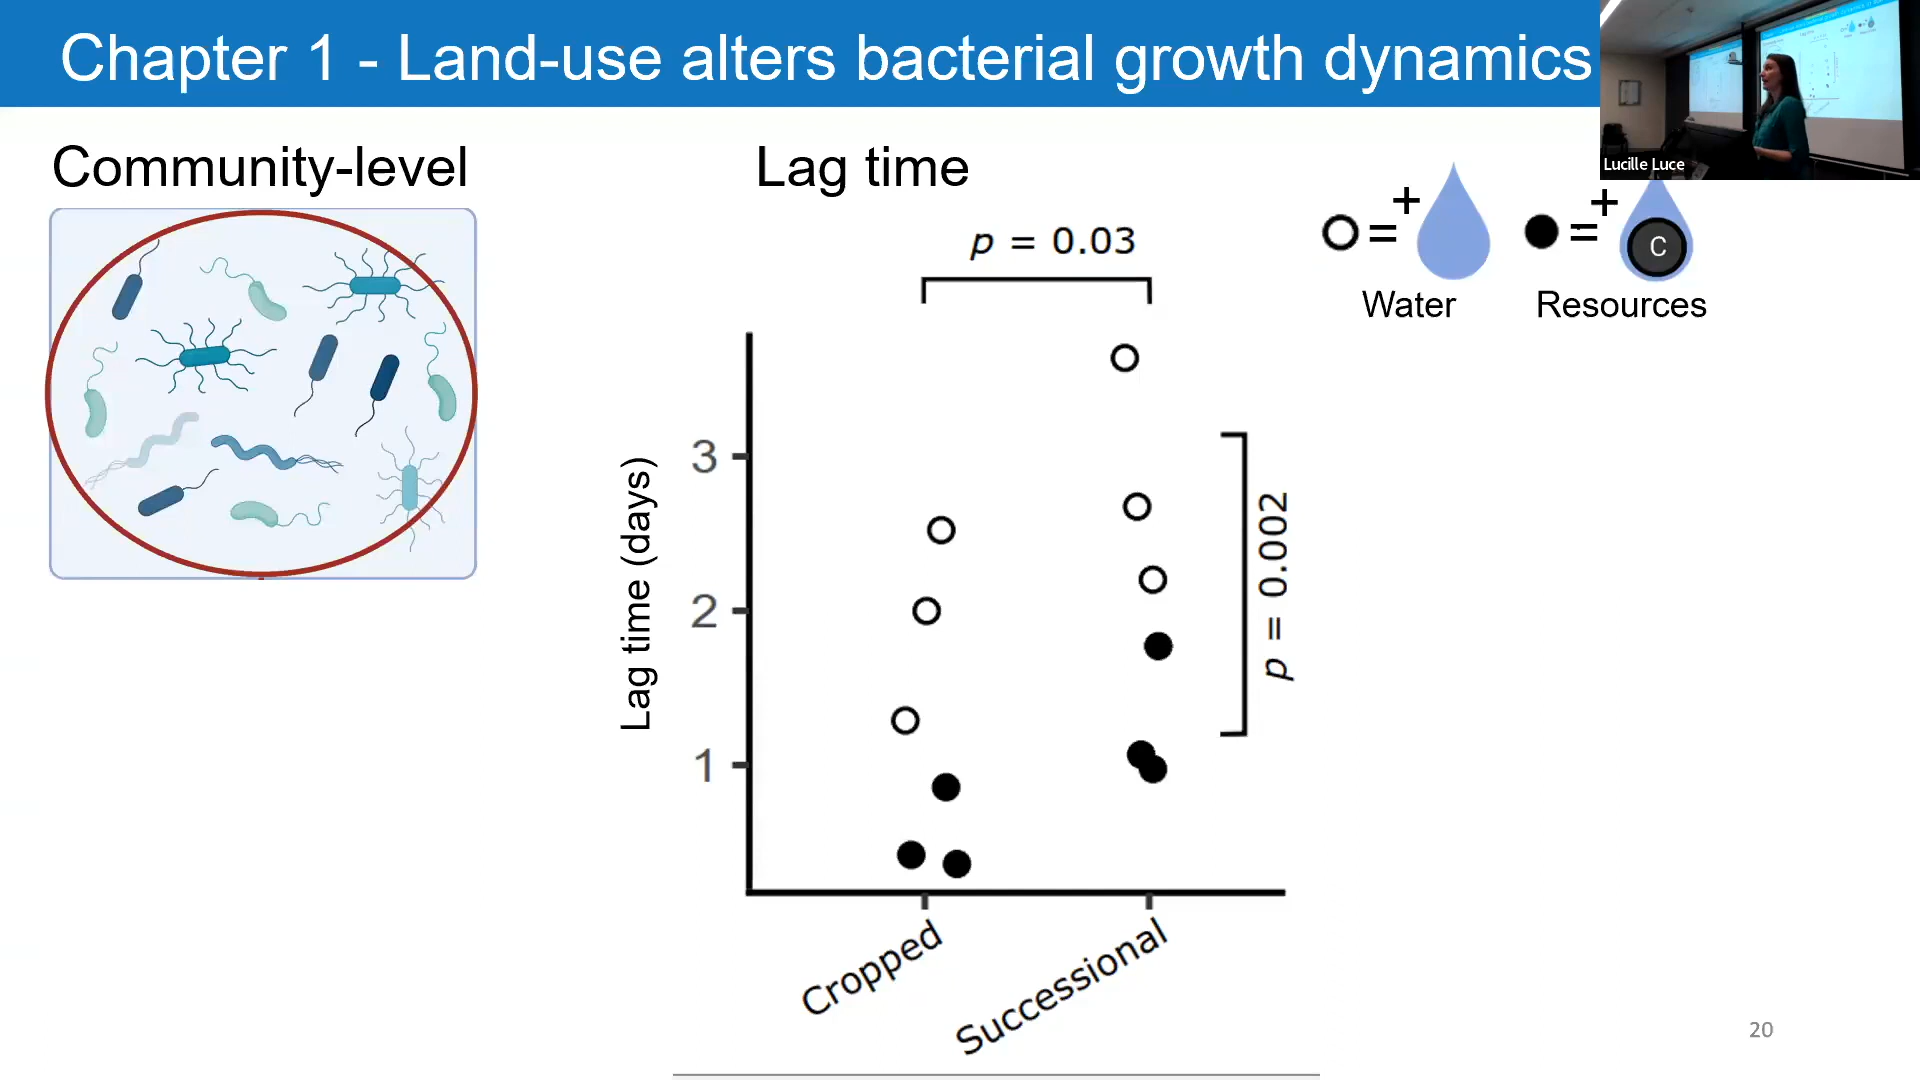 Chapter 1 - Land-use alters bacterial growth dynamics
Lucille Luce
Community-level
Lag time
p = 0.03
+
=
Water
+
=
C
Resources
Lag time (days)
3
2
1
p = 0.002
Cropped
Successional
20